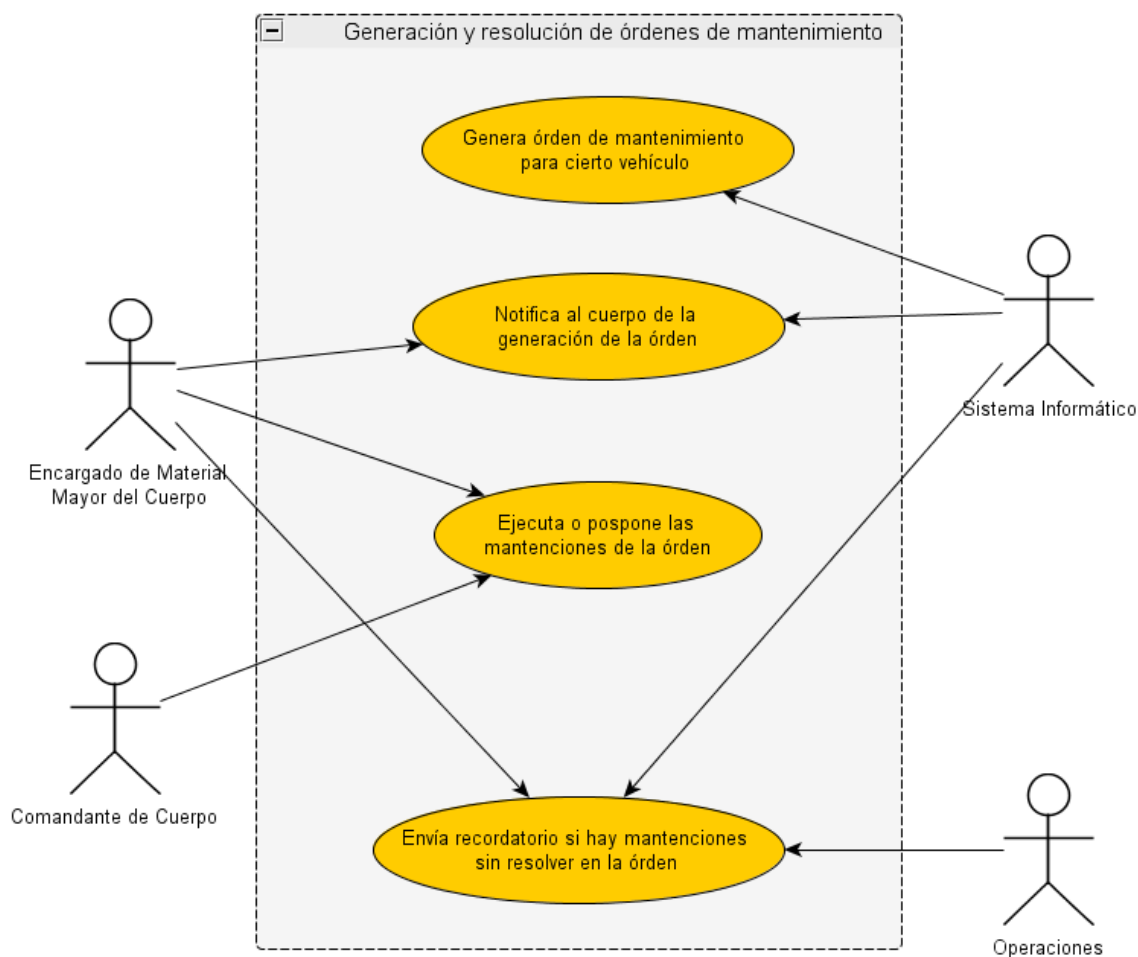 Generación y resolución de órdenes de mantenimiento
Genera órden de mantenimiento
para cierto vehículo
Notifica al cuerpo de la
generación de la órden
Sistema Informático
Encargado de Material
Mayor del Cuerpo
Ejecuta o pospone las
mantenciones de la órden
Comandante de Cuerpo
Envía recordatorio si hay mantenciones
sin resolver en la órden
Operaciones